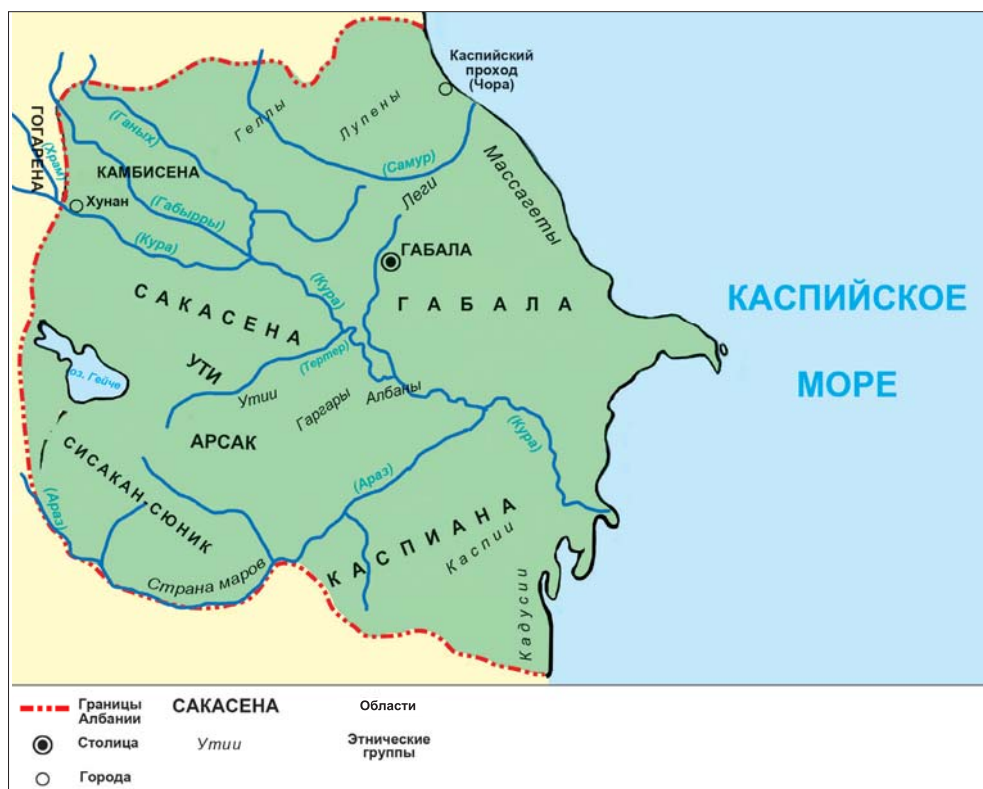 Каспийский
проход
(Чора)
ГОГАРЕНА
(Храм)
(Ганых)
Геллы
Лупены
(Самур)
КАМБИСЕНА
Хунан
(Габырры)
Леги
Массагеты
(Кура)
ГАБАЛА
(Кура)
ГАБАЛА
САКАСЕНА
КАСПИЙСКОЕ
МОРЕ
оз. Гейче
УТИ
(Тертер)
Утии
Гаргары
Албаны
АРСАК
(Кура)
СИСАКАН-СЮНИК
(Араз)
(Араз)
КАСПИАНА
Каспии
Страна маров
Кадусии
Границы
Албании
САКАСЕНА
Области
Столица
Утии
Этнические
группы
Города